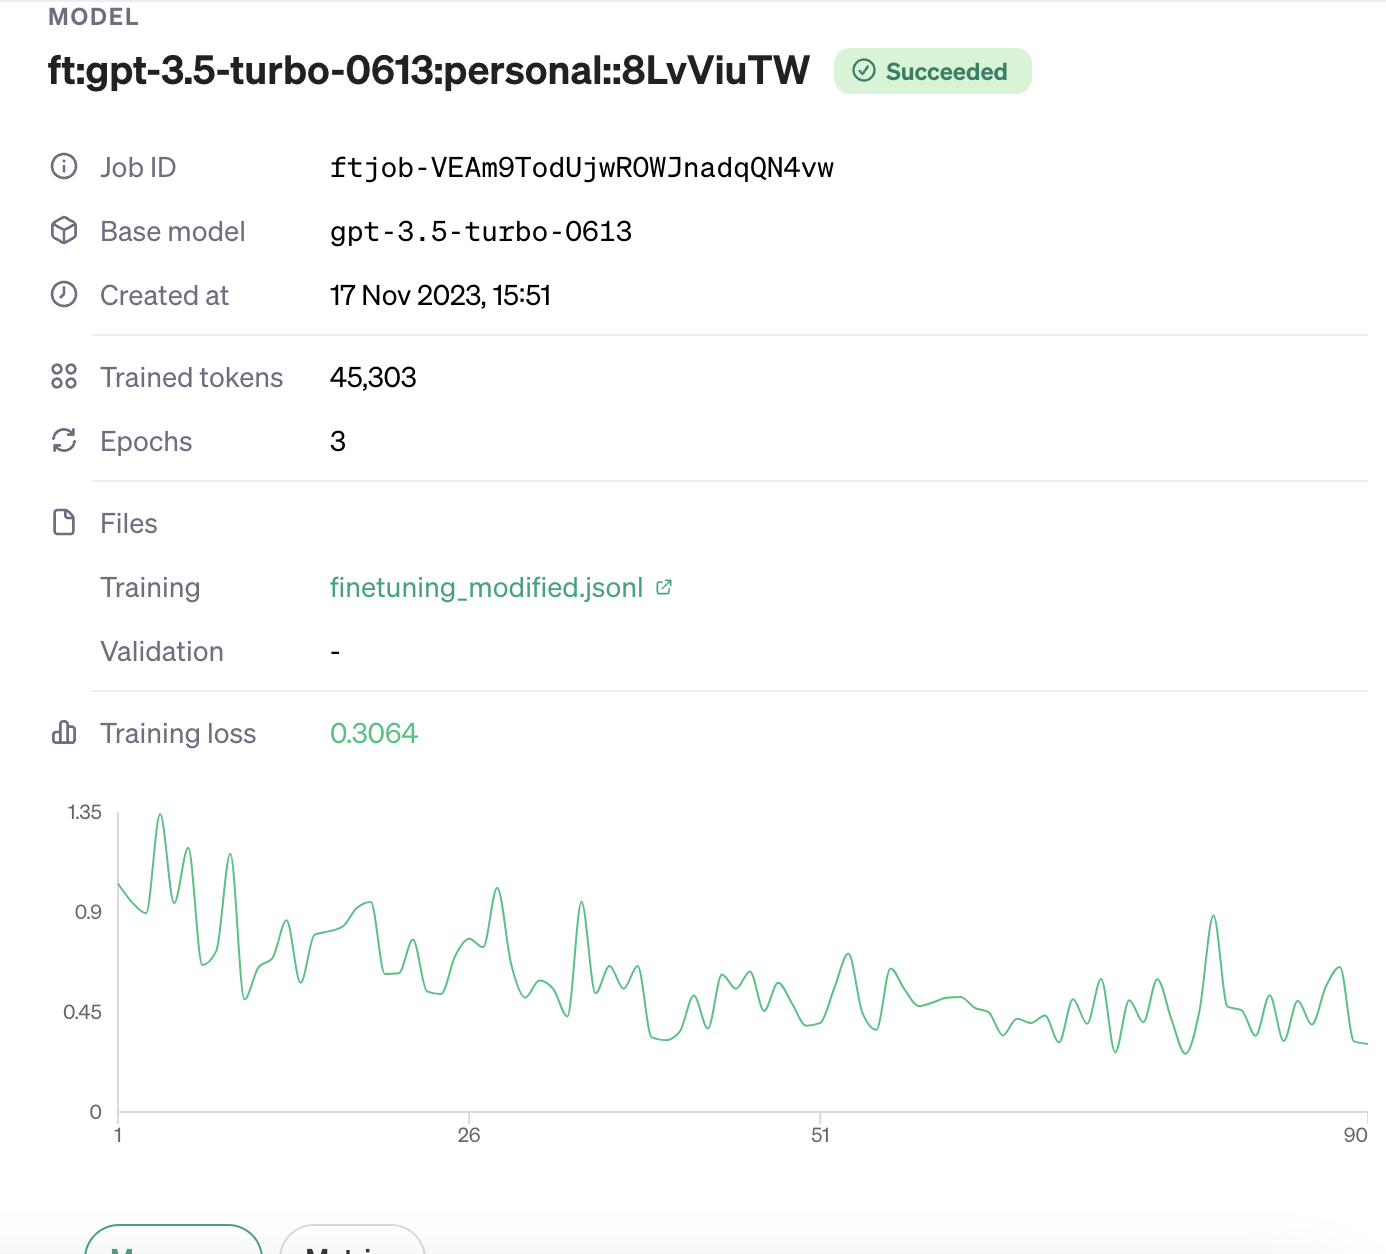 MODEL
ft:gpt-3.5-turbo-0613:personal::8LvViuTW Succeeded
Job ID ftjob-VEAm9TodUjwROWJnadqQN4vw
Base model gpt-3.5-turbo-0613
Created at 17 Nov 2023, 15:51
Trained tokens 45,303
Epochs 3
Files
Training finetuning_modified.jsonl
Validation -
Training loss 0.3064
1.35
0.9
0.45
0
1 26 51 90